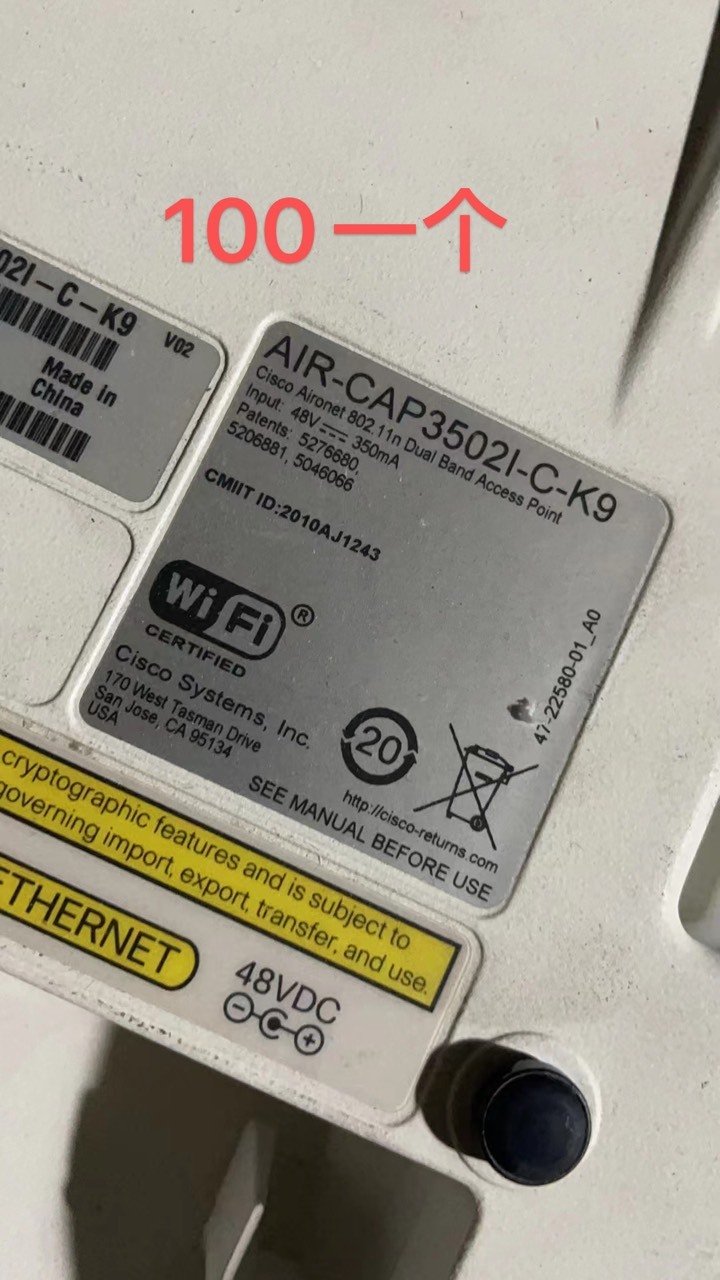 100一个
02I-C-K9 V02
Made in
China
AIR-CAP3502I-C-K9
Cisco Aironet 802.11n Dual Band Access Point
Input: 48V 350mA
Patents: 5276680,
5206881, 5046066
CMIIT ID:2010AJ1243
Wi Fi ®
CERTIFIED
Cisco Systems, Inc.
170 West Tasman Drive
San Jose, CA 95134
USA
20
47-22580-01_A0
http://cisco-returns.com
SEE MANUAL BEFORE USE
cryptographic features and is subject to
governing import, export, transfer, and use.
ETHERNET
48VDC